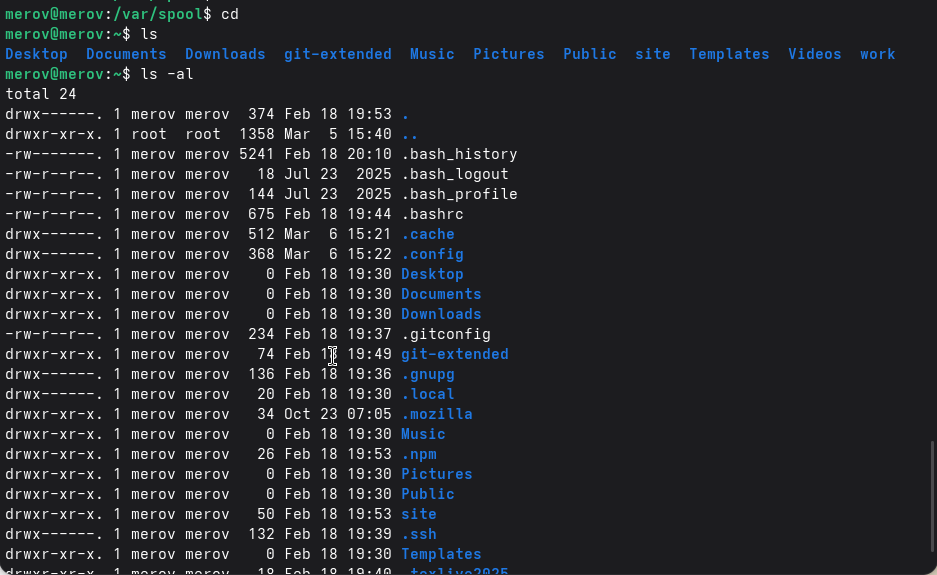 merov@merov:/var/spool$ cd
merov@merov:~$ ls
Desktop  Documents  Downloads  git-extended  Music  Pictures  Public  site  Templates  Videos  work
merov@merov:~$ ls -al
total 24
drwx------. 1 merov merov  374 Feb 18 19:53 .
drwxr-xr-x. 1 root  root  1358 Mar  5 15:40 ..
-rw-------. 1 merov merov 5241 Feb 18 20:10 .bash_history
-rw-r--r--. 1 merov merov   18 Jul 23  2025 .bash_logout
-rw-r--r--. 1 merov merov  144 Jul 23  2025 .bash_profile
-rw-r--r--. 1 merov merov  675 Feb 18 19:44 .bashrc
drwx------. 1 merov merov  512 Mar  6 15:21 .cache
drwx------. 1 merov merov  368 Mar  6 15:22 .config
drwxr-xr-x. 1 merov merov    0 Feb 18 19:30 Desktop
drwxr-xr-x. 1 merov merov    0 Feb 18 19:30 Documents
drwxr-xr-x. 1 merov merov    0 Feb 18 19:30 Downloads
-rw-r--r--. 1 merov merov  234 Feb 18 19:37 .gitconfig
drwxr-xr-x. 1 merov merov   74 Feb 18 19:49 git-extended
drwx------. 1 merov merov  136 Feb 18 19:36 .gnupg
drwx------. 1 merov merov   20 Feb 18 19:30 .local
drwxr-xr-x. 1 merov merov   34 Oct 23 07:05 .mozilla
drwxr-xr-x. 1 merov merov    0 Feb 18 19:30 Music
drwxr-xr-x. 1 merov merov   26 Feb 18 19:53 .npm
drwxr-xr-x. 1 merov merov    0 Feb 18 19:30 Pictures
drwxr-xr-x. 1 merov merov    0 Feb 18 19:30 Public
drwxr-xr-x. 1 merov merov   50 Feb 18 19:53 site
drwx------. 1 merov merov  132 Feb 18 19:39 .ssh
drwxr-xr-x. 1 merov merov    0 Feb 18 19:30 Templates
drwxr-xr-x. 1 merov merov   18 Feb 18 19:40 .texlive2025